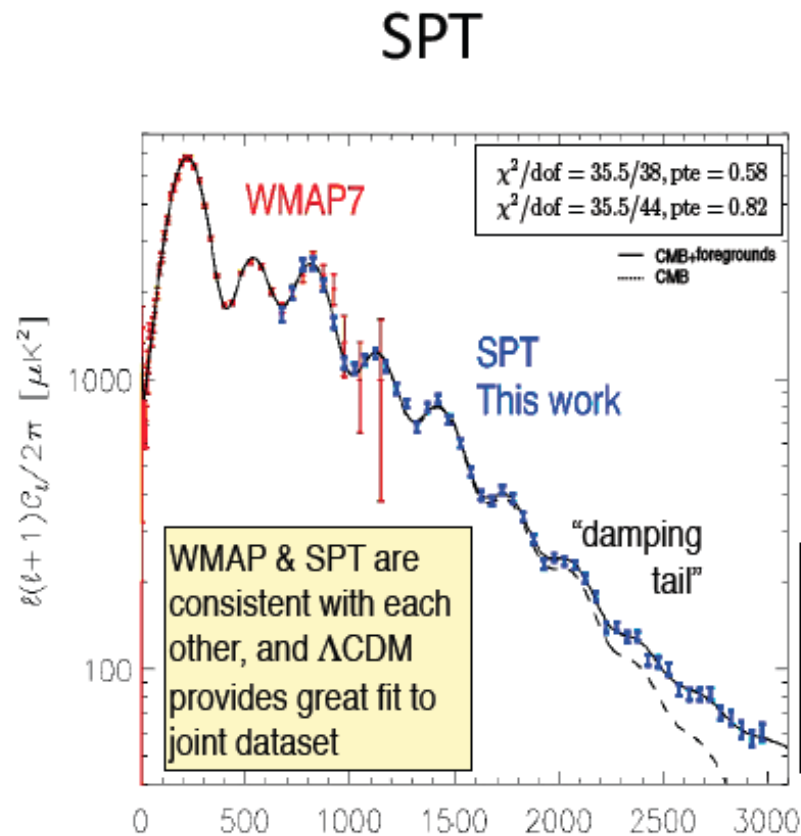 SPT
χ²/dof = 35.5/38, pte = 0.58
χ²/dof = 35.5/44, pte = 0.82
WMAP7
CMB+foregrounds
CMB
SPT
This work
1000
ℓ(ℓ+1)Cℓ/2π [μK²]
"damping
tail"
WMAP & SPT are
consistent with each
other, and ΛCDM
provides great fit to
joint dataset
100
0 500 1000 1500 2000 2500 3000